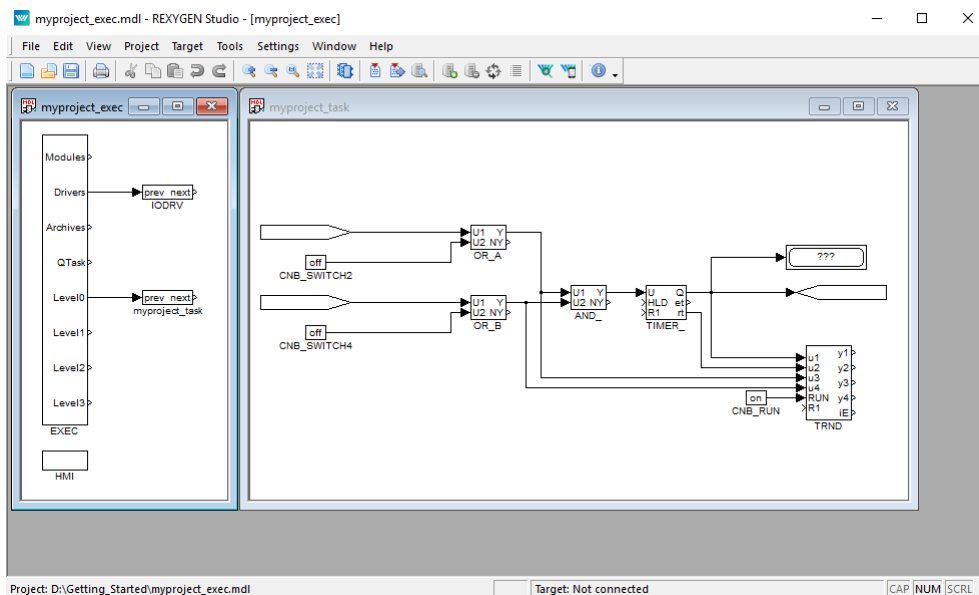 myproject_exec.mdl - REXYGEN Studio - [myproject_exec]
File Edit View Project Target Tools Settings Window Help
myproject_exec
Modules
Drivers
prev next
IODRV
Archives
QTask
Level0
prev next
myproject_task
Level1
Level2
Level3
EXEC
HMI
myproject_task
U1 Y
U2 NY
OR_A
off
CNB_SWITCH2
U1 Y
U2 NY
OR_B
off
CNB_SWITCH4
U1 Y
U2 NY
AND_
U Q
HLD et
R1 rt
TIMER_
???
u1 y1
u2 y2
u3 y3
u4 y4
RUN
R1 iE
TRND
on
CNB_RUN
Project: D:\Getting_Started\myproject_exec.mdl
Target: Not connected
CAP NUM SCRL